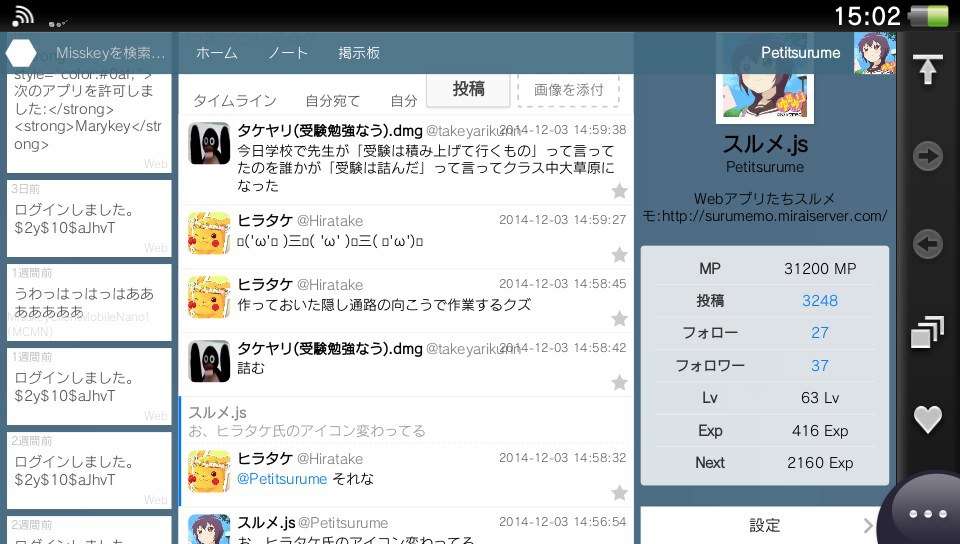 15:02
Misskeyを検索...
ホーム
ノート
掲示板
Petitsurume
style="color:#0af;">
次のアプリを許可しま
した:</strong>
<strong>Marykey</str
ong>
Web
3日前
ログインしました。
$2y$10$aJhvT
Web
1週間前
うわっはっはっはああ
ああああああ
(MCMN)
1週間前
ログインしました。
$2y$10$aJhvT
Web
2週間前
ログインしました。
$2y$10$aJhvT
Web
2週間前
ログインしました。
タイムライン
自分宛て
自分
投稿
画像を添付
タケヤリ(受験勉強なう).dmg @takeyarikumn 2014-12-03 14:59:38
今日学校で先生が「受験は積み上げて行くもの」って言って
たのを誰かが「受験は詰んだ」って言ってクラス中大草原に
なった
ヒラタケ @Hiratake 2014-12-03 14:59:27
▯('ω'▯ )三▯( 'ω' )▯三( ▯'ω')▯
ヒラタケ @Hiratake 2014-12-03 14:58:45
作っておいた隠し通路の向こうで作業するクズ
タケヤリ(受験勉強なう).dmg @takeyarikumn 2014-12-03 14:58:42
詰む
スルメ.js
お、ヒラタケ氏のアイコン変わってる
ヒラタケ @Hiratake 2014-12-03 14:58:32
@Petitsurume それな
スルメ.js @Petitsurume 2014-12-03 14:56:54
お、ヒラタケ氏のアイコン変わってる
スルメ.js
Petitsurume
Webアプリたちスルメ
モ:http://surumemo.miraiserver.com/
MP 31200 MP
投稿 3248
フォロー 27
フォロワー 37
Lv 63 Lv
Exp 416 Exp
Next 2160 Exp
設定